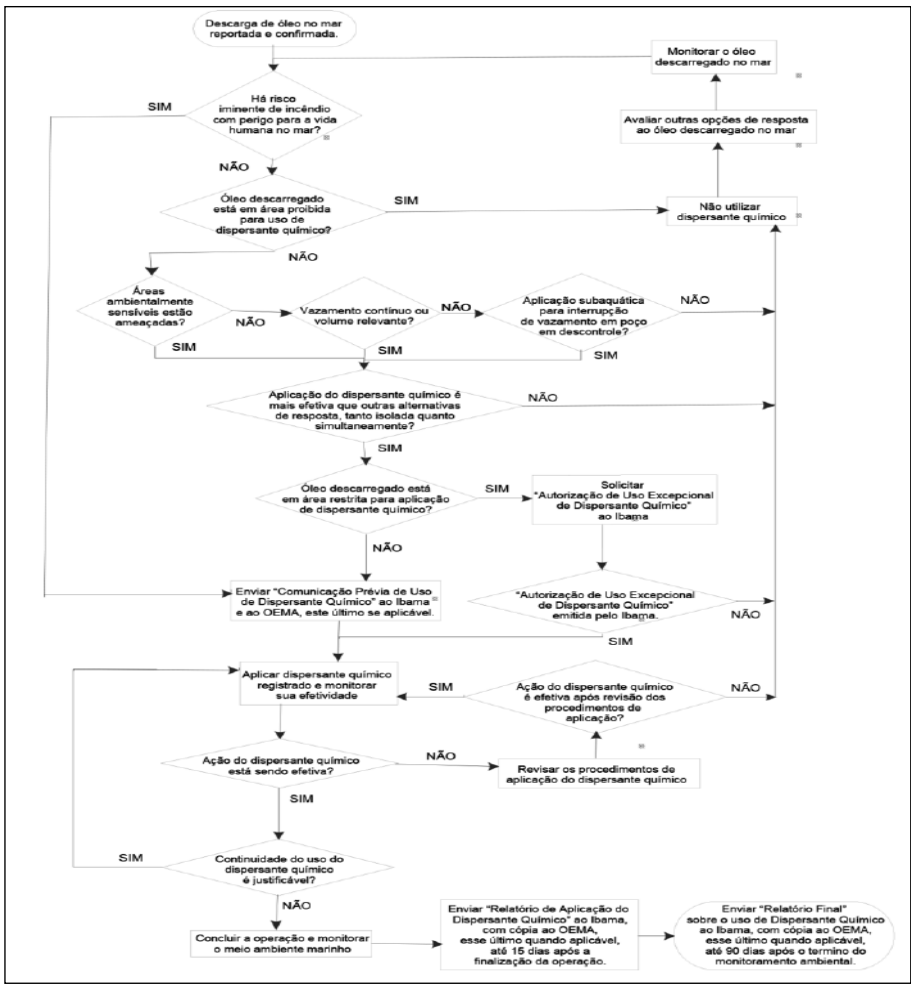 Descarga de óleo no mar
reportada e confirmada.
Monitorar o óleo
descarregado no mar
SIM
Há risco
iminente de incêndio
com perigo para a vida
humana no mar?
Avaliar outras opções de resposta
ao óleo descarregado no mar
NÃO
Óleo descarregado
está em área proibida
para uso de
dispersante químico?
SIM
Não utilizar
dispersante químico
NÃO
Áreas
ambientalmente
sensíveis estão
ameaçadas?
NÃO
SIM
Vazamento contínuo ou
volume relevante?
NÃO
SIM
Aplicação subaquática
para interrupção
de vazamento em poço
em descontrole?
NÃO
SIM
Aplicação do dispersante químico é
mais efetiva que outras alternativas
de resposta, tanto isolada quanto
simultaneamente?
NÃO
SIM
Óleo descarregado está
em área restrita para aplicação
de dispersante químico?
SIM
Solicitar
"Autorização de Uso Excepcional
de Dispersante Químico"
ao Ibama
NÃO
Enviar "Comunicação Prévia de Uso
de Dispersante Químico" ao Ibama
e ao OEMA, este último se aplicável.
"Autorização de Uso Excepcional
de Dispersante Químico"
emitida pelo Ibama.
NÃO
SIM
Aplicar dispersante químico
registrado e monitorar
sua efetividade
SIM
Ação do dispersante químico
é efetiva após revisão dos
procedimentos de
aplicação?
NÃO
Ação do dispersante químico
está sendo efetiva?
NÃO
Revisar os procedimentos de
aplicação do dispersante químico
SIM
SIM
Continuidade do uso do
dispersante químico
é justificável?
NÃO
Concluir a operação e monitorar
o meio ambiente marinho
Enviar "Relatório de Aplicação do
Dispersante Químico" ao Ibama,
com cópia ao OEMA,
esse último quando aplicável,
até 15 dias após a
finalização da operação.
Enviar "Relatório Final"
sobre o uso de Dispersante Químico
ao Ibama, com cópia ao OEMA,
esse último quando aplicável,
até 90 dias após o termino do
monitoramento ambiental.